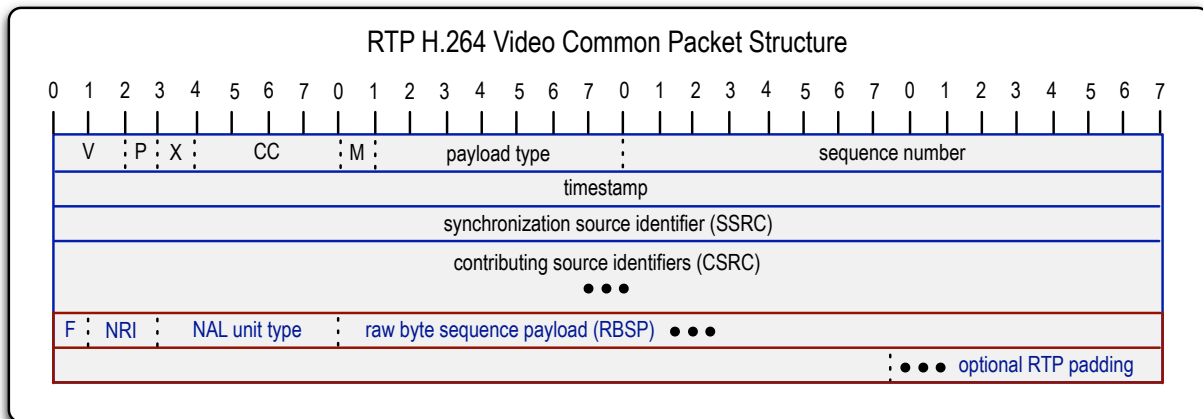 RTP H.264 Video Common Packet Structure
0 1 2 3 4 5 6 7 0 1 2 3 4 5 6 7 0 1 2 3 4 5 6 7 0 1 2 3 4 5 6 7
V P X CC M payload type sequence number
timestamp
synchronization source identifier (SSRC)
contributing source identifiers (CSRC)
●●●
F NRI NAL unit type raw byte sequence payload (RBSP) ●●●
●●● optional RTP padding